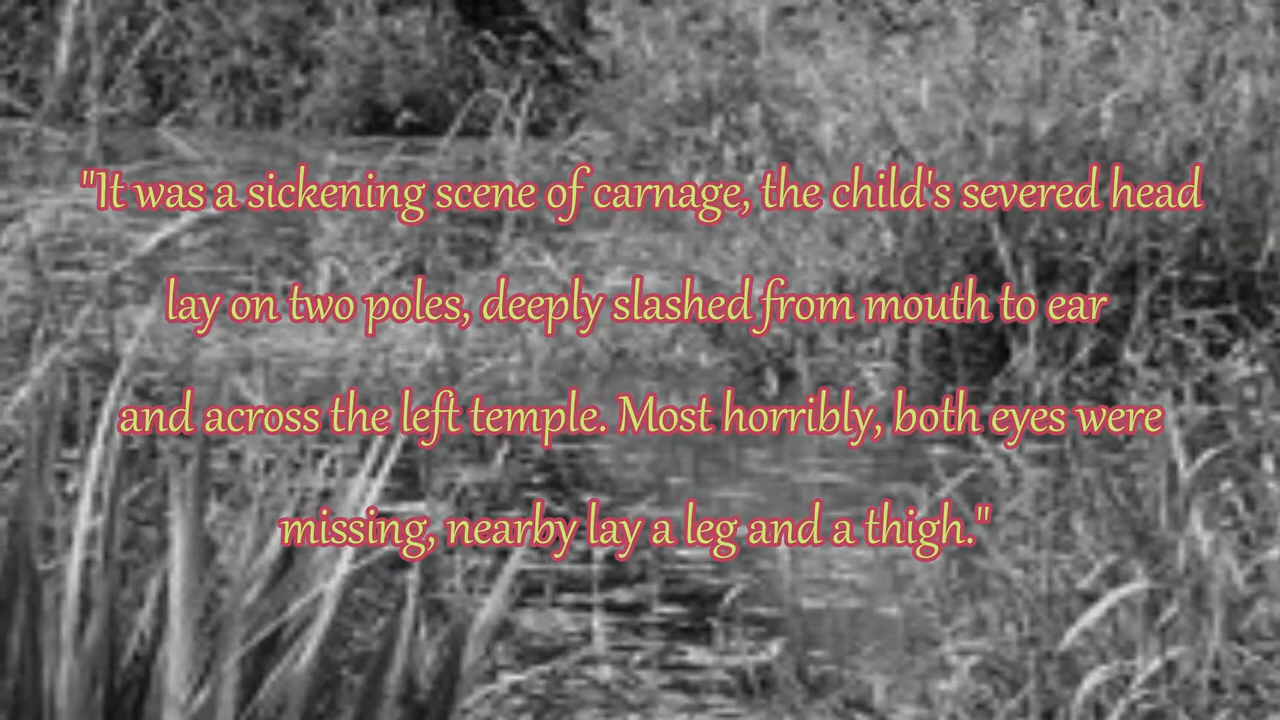 "It was a sickening scene of carnage, the child's severed head
lay on two poles, deeply slashed from mouth to ear
and across the left temple. Most horribly, both eyes were
missing, nearby lay a leg and a thigh."